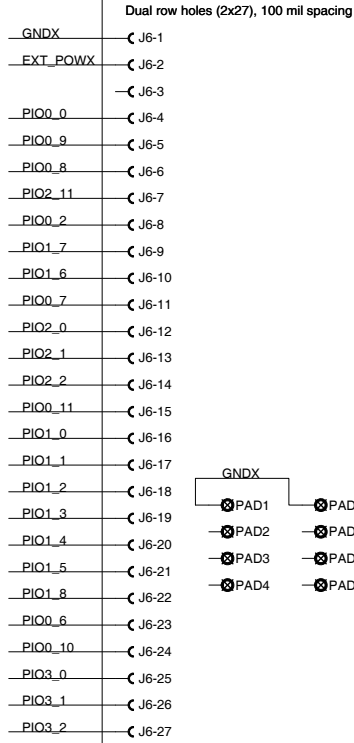 Dual row holes (2x27), 100 mil spacing
GNDX J6-1
EXT_POWX J6-2
J6-3
PIO0_0 J6-4
PIO0_9 J6-5
PIO0_8 J6-6
PIO2_11 J6-7
PIO0_2 J6-8
PIO1_7 J6-9
PIO1_6 J6-10
PIO0_7 J6-11
PIO2_0 J6-12
PIO2_1 J6-13
PIO2_2 J6-14
PIO0_11 J6-15
PIO1_0 J6-16
PIO1_1 J6-17
PIO1_2 J6-18
PIO1_3 J6-19
PIO1_4 J6-20
PIO1_5 J6-21
PIO1_8 J6-22
PIO0_6 J6-23
PIO0_10 J6-24
PIO3_0 J6-25
PIO3_1 J6-26
PIO3_2 J6-27
GNDX
PAD1 PAD
PAD2 PAD
PAD3 PAD
PAD4 PAD